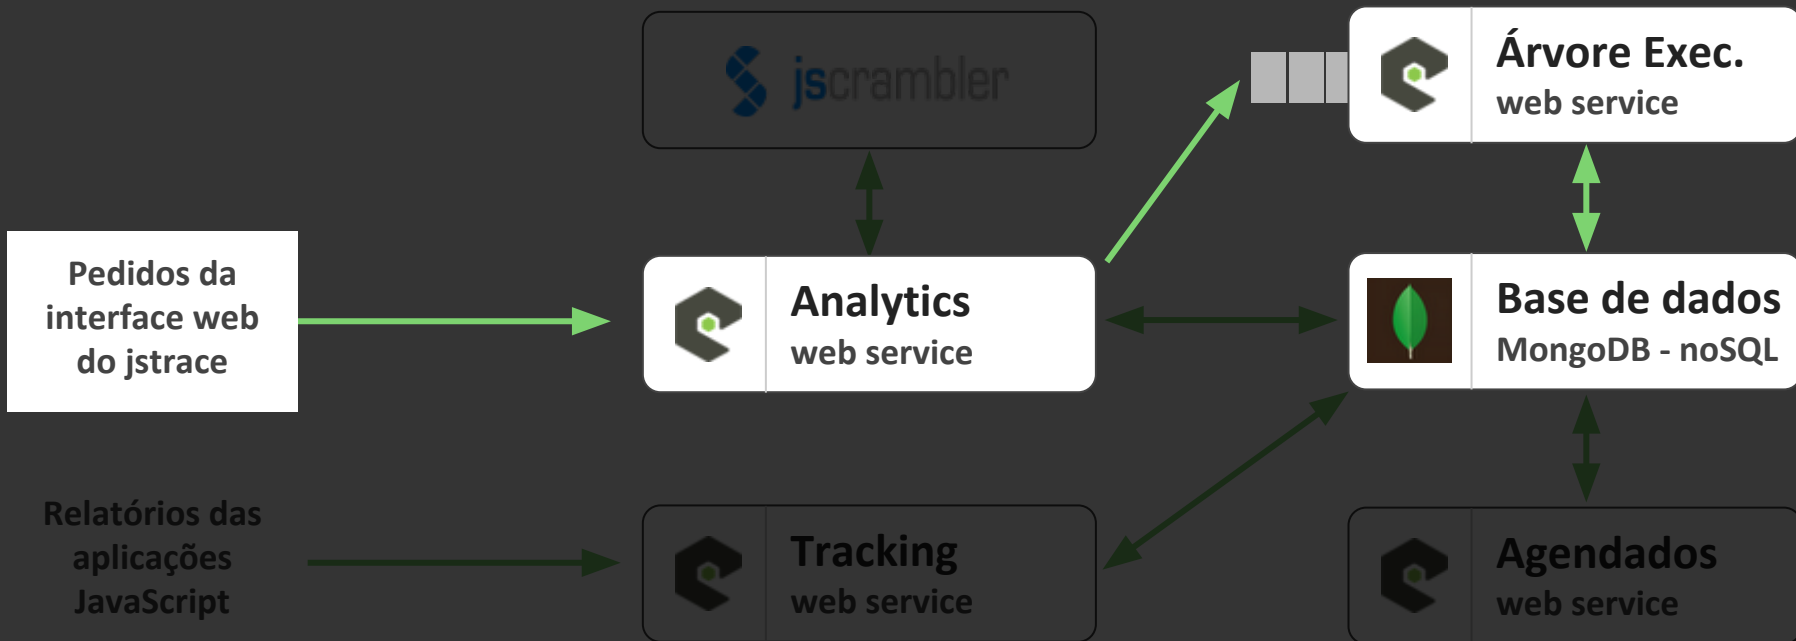 jscrambler
Árvore Exec.
web service
Pedidos da
interface web
do jstrace
Analytics
web service
Base de dados
MongoDB - noSQL
Relatórios das
aplicações
JavaScript
Tracking
web service
Agendados
web service